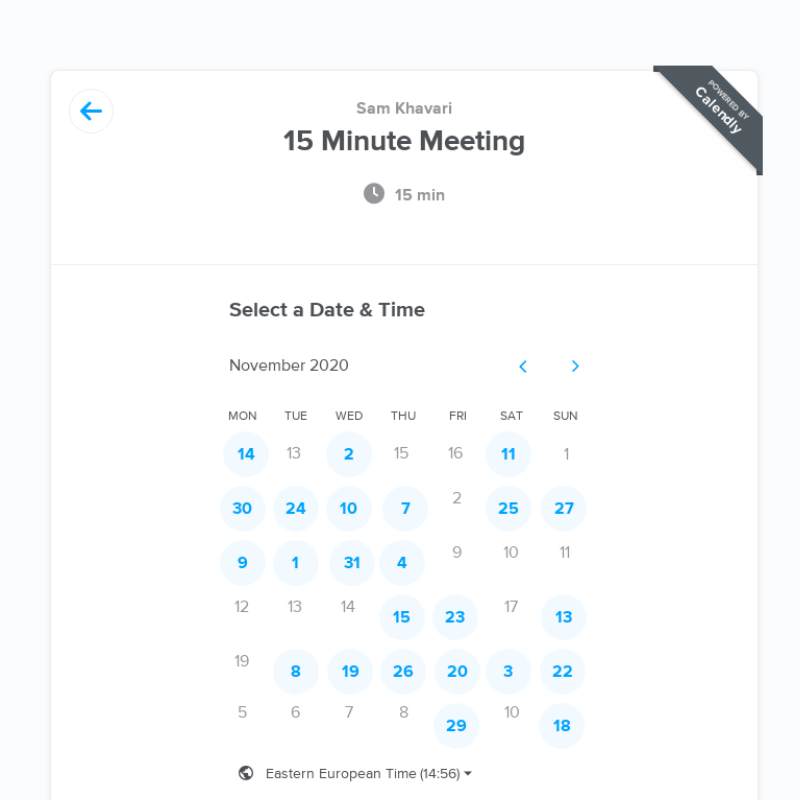 POWERED BY
Calendly
Sam Khavari
15 Minute Meeting
15 min
Select a Date & Time
November 2020
MON TUE WED THU FRI SAT SUN
14 13 2 15 16 11 1
30 24 10 7 2 25 27
9 1 31 4 9 10 11
12 13 14 15 23 17 13
19 8 19 26 20 3 22
5 6 7 8 29 10 18
Eastern European Time (14:56)